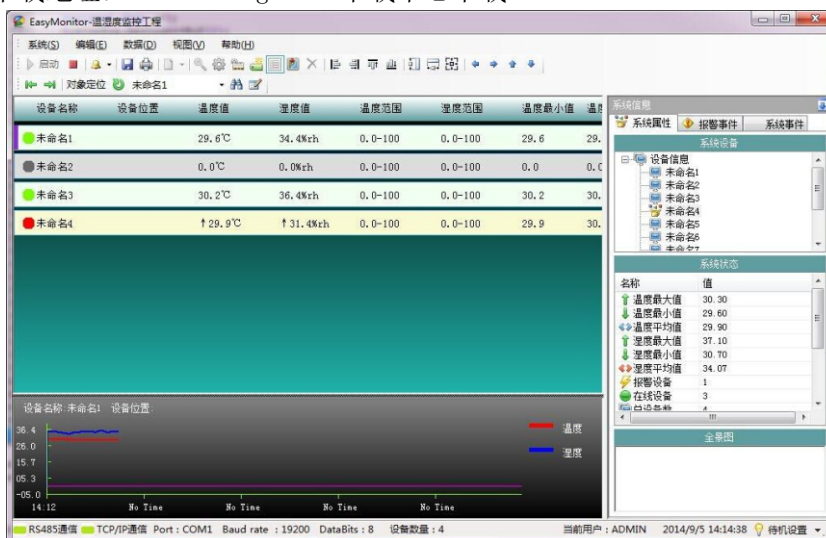 EasyMonitor-温湿度监控工程
系统(S) 编辑(E) 数据(D) 视图(V) 帮助(H)
启动
对象定位 未命名1
设备名称 设备位置 温度值 湿度值 温度范围 湿度范围 温度最小值
未命名1 29.6℃ 34.4%rh 0.0-100 0.0-100 29.6 29.
未命名2 0.0℃ 0.0%rh 0.0-100 0.0-100 0.0
未命名3 30.2℃ 36.4%rh 0.0-100 0.0-100 30.2 30.
未命名4 ↑29.9℃ ↑31.4%rh 0.0-100 0.0-100 29.9 30.
设备名称:未命名1 设备位置:
36.4
26.0
15.7
05.3
-05.0
温度
湿度
14:12 No Time No Time No Time No Time
系统信息
系统属性 报警事件 系统事件
系统设备
设备信息
未命名1
未命名2
未命名3
未命名4
未命名5
未命名6
未命名7
系统状态
名称 值
温度最大值 30.30
温度最小值 29.60
温度平均值 29.90
湿度最大值 37.10
湿度最小值 30.70
湿度平均值 34.07
报警设备 1
在线设备 3
总设备数 4
全景图
RS485通信 TCP/IP通信 Port:COM1 Baud rate :19200 DataBits:8 设备数量:4 当前用户:ADMIN 2014/9/5 14:14:38 待机设置